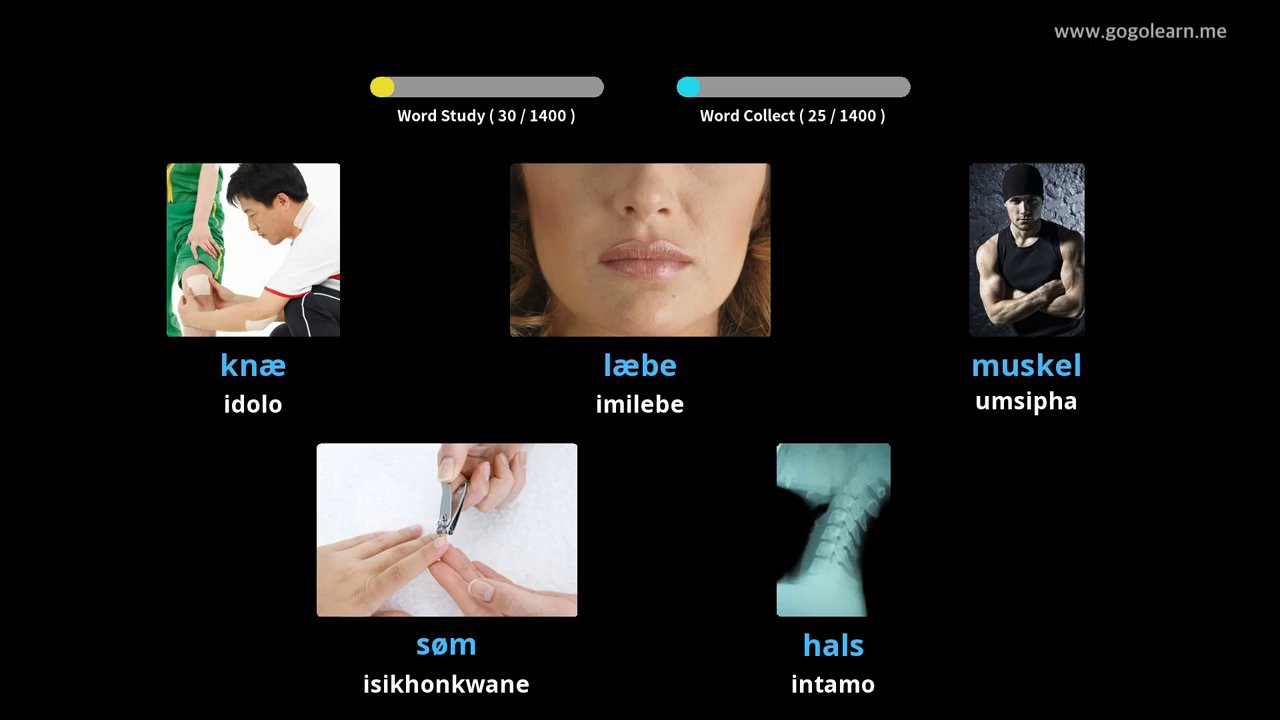 www.gogolearn.me
Word Study ( 30 / 1400 )
Word Collect ( 25 / 1400 )
knæ
idolo
læbe
imilebe
muskel
umsipha
søm
isikhonkwane
hals
intamo